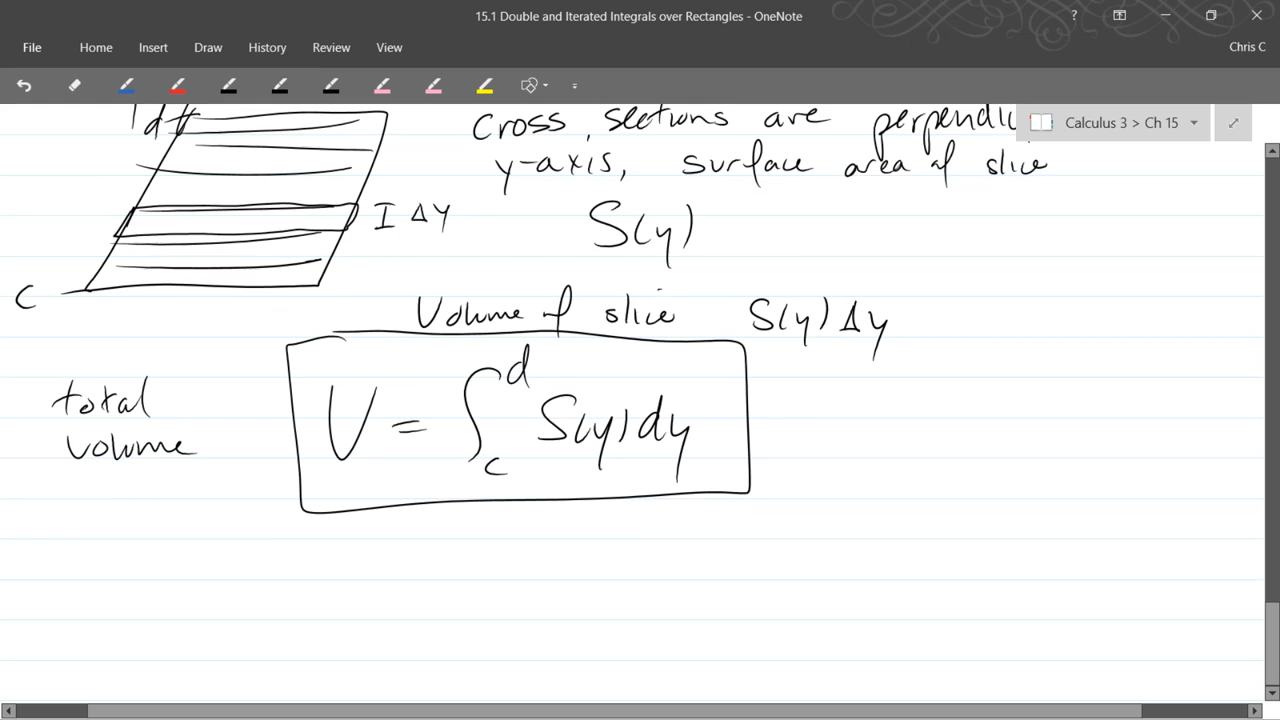 15.1 Double and Iterated Integrals over Rectangles - OneNote
?
File Home Insert Draw History Review View Chris C
Calculus 3 > Ch 15
d
cross sections are
y-axis, surface area of slice
I Δy
S(y)
c
Volume of slice S(y) Δy
total
volume
V = ∫_c^d S(y) dy